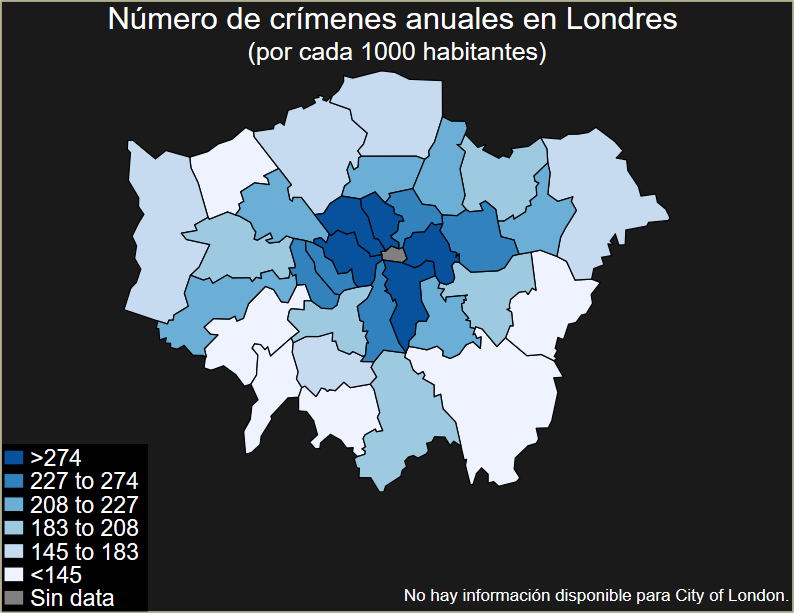 Número de crímenes anuales en Londres
(por cada 1000 habitantes)
>274
227 to 274
208 to 227
183 to 208
145 to 183
<145
Sin data
No hay información disponible para City of London.